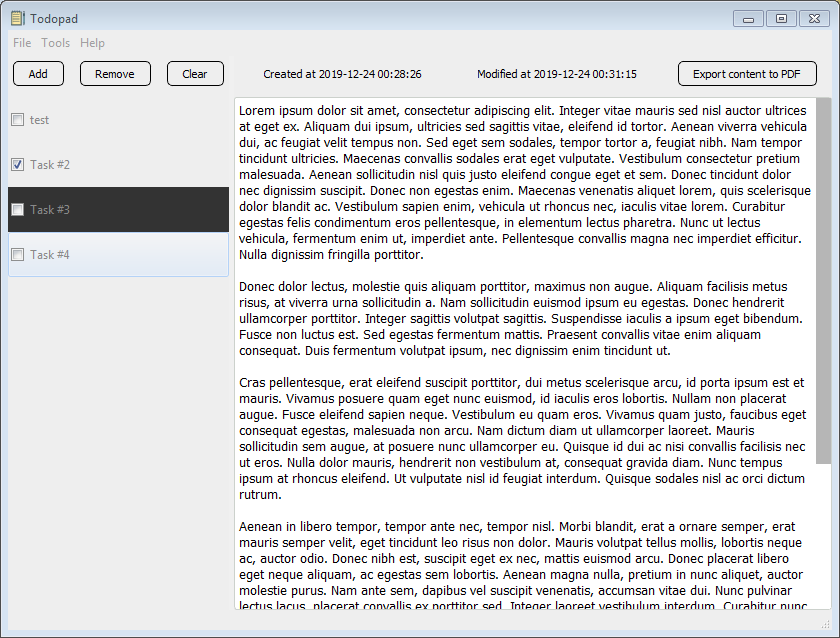 Todopad
File Tools Help
Add Remove Clear Created at 2019-12-24 00:28:26 Modified at 2019-12-24 00:31:15 Export content to PDF
test
Task #2
Task #3
Task #4
Lorem ipsum dolor sit amet, consectetur adipiscing elit. Integer vitae mauris sed nisl auctor ultrices
at eget ex. Aliquam dui ipsum, ultricies sed sagittis vitae, eleifend id tortor. Aenean viverra vehicula
dui, ac feugiat velit tempus non. Sed eget sem sodales, tempor tortor a, feugiat nibh. Nam tempor
tincidunt ultricies. Maecenas convallis sodales erat eget vulputate. Vestibulum consectetur pretium
malesuada. Aenean sollicitudin nisl quis justo eleifend congue eget et sem. Donec tincidunt dolor
nec dignissim suscipit. Donec non egestas enim. Maecenas venenatis aliquet lorem, quis scelerisque
dolor blandit ac. Vestibulum sapien enim, vehicula ut rhoncus nec, iaculis vitae lorem. Curabitur
egestas felis condimentum eros pellentesque, in elementum lectus pharetra. Nunc ut lectus
vehicula, fermentum enim ut, imperdiet ante. Pellentesque convallis magna nec imperdiet efficitur.
Nulla dignissim fringilla porttitor.
Donec dolor lectus, molestie quis aliquam porttitor, maximus non augue. Aliquam facilisis metus
risus, at viverra urna sollicitudin a. Nam sollicitudin euismod ipsum eu egestas. Donec hendrerit
ullamcorper porttitor. Integer sagittis volutpat sagittis. Suspendisse iaculis a ipsum eget bibendum.
Fusce non luctus est. Sed egestas fermentum mattis. Praesent convallis vitae enim aliquam
consequat. Duis fermentum volutpat ipsum, nec dignissim enim tincidunt ut.
Cras pellentesque, erat eleifend suscipit porttitor, dui metus scelerisque arcu, id porta ipsum est et
mauris. Vivamus posuere quam eget nunc euismod, id iaculis eros lobortis. Nullam non placerat
augue. Fusce eleifend sapien neque. Vestibulum eu quam eros. Vivamus quam justo, faucibus eget
consequat egestas, malesuada non arcu. Nam dictum diam ut ullamcorper laoreet. Mauris
sollicitudin sem augue, at posuere nunc ullamcorper eu. Quisque id dui ac nisi convallis facilisis nec
ut eros. Nulla dolor mauris, hendrerit non vestibulum at, consequat gravida diam. Nunc tempus
ipsum at rhoncus eleifend. Ut vulputate nisl id feugiat interdum. Quisque sodales nisl ac orci dictum
rutrum.
Aenean in libero tempor, tempor ante nec, tempor nisl. Morbi blandit, erat a ornare semper, erat
mauris semper velit, eget tincidunt leo risus non dolor. Mauris volutpat tellus mollis, lobortis neque
ac, auctor odio. Donec nibh est, suscipit eget ex nec, mattis euismod arcu. Donec placerat libero
eget neque aliquam, ac egestas sem lobortis. Aenean magna nulla, pretium in nunc aliquet, auctor
molestie purus. Nam ante sem, dapibus vel suscipit venenatis, accumsan vitae dui. Nunc pulvinar
lectus lacus, placerat convallis ex porttitor sed. Integer laoreet vestibulum interdum. Curabitur nunc